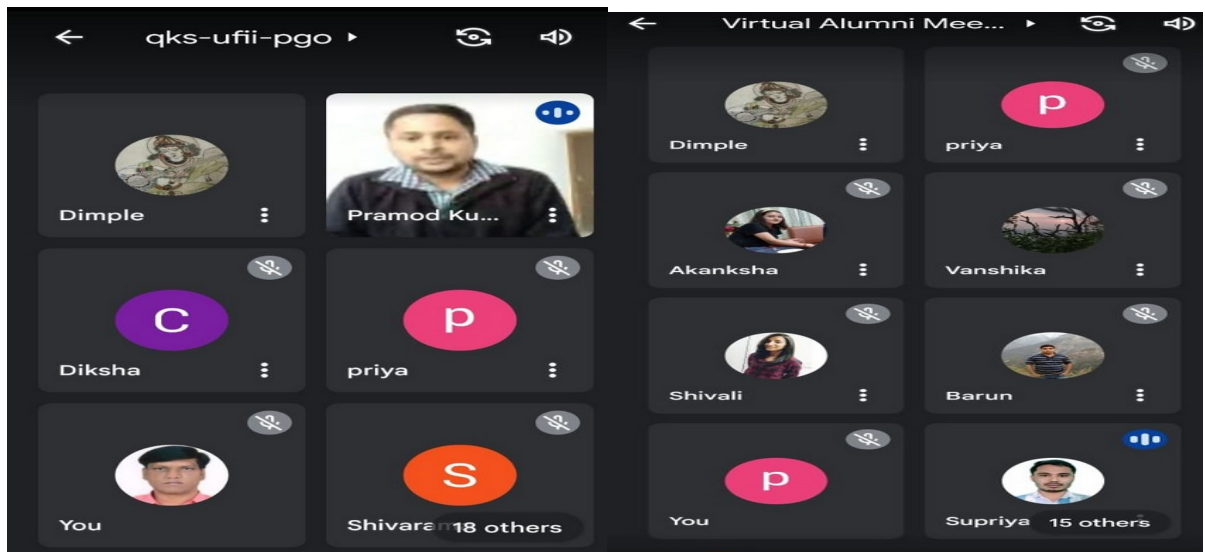 qks-ufii-pgo
Dimple
Pramod Ku...
C
Diksha
p
priya
You
S
18 others
Virtual Alumni Mee...
Dimple
p
priya
Akanksha
Vanshika
Shivali
Barun
p
You
Supriya
15 others